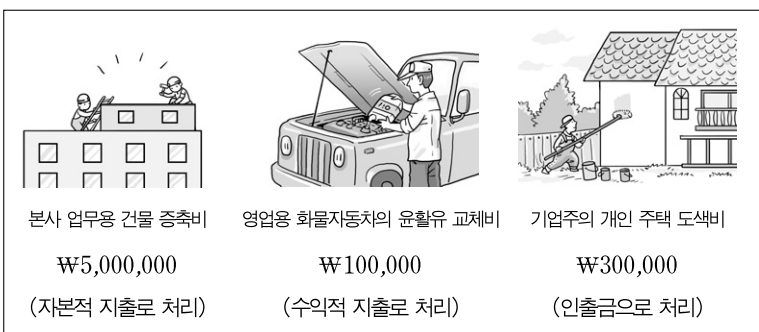 본사 업무용 건물 증축비
₩5,000,000
(자본적 지출로 처리)
영업용 화물자동차의 윤활유 교체비
₩100,000
(수익적 지출로 처리)
기업주의 개인 주택 도색비
₩300,000
(인출금으로 처리)